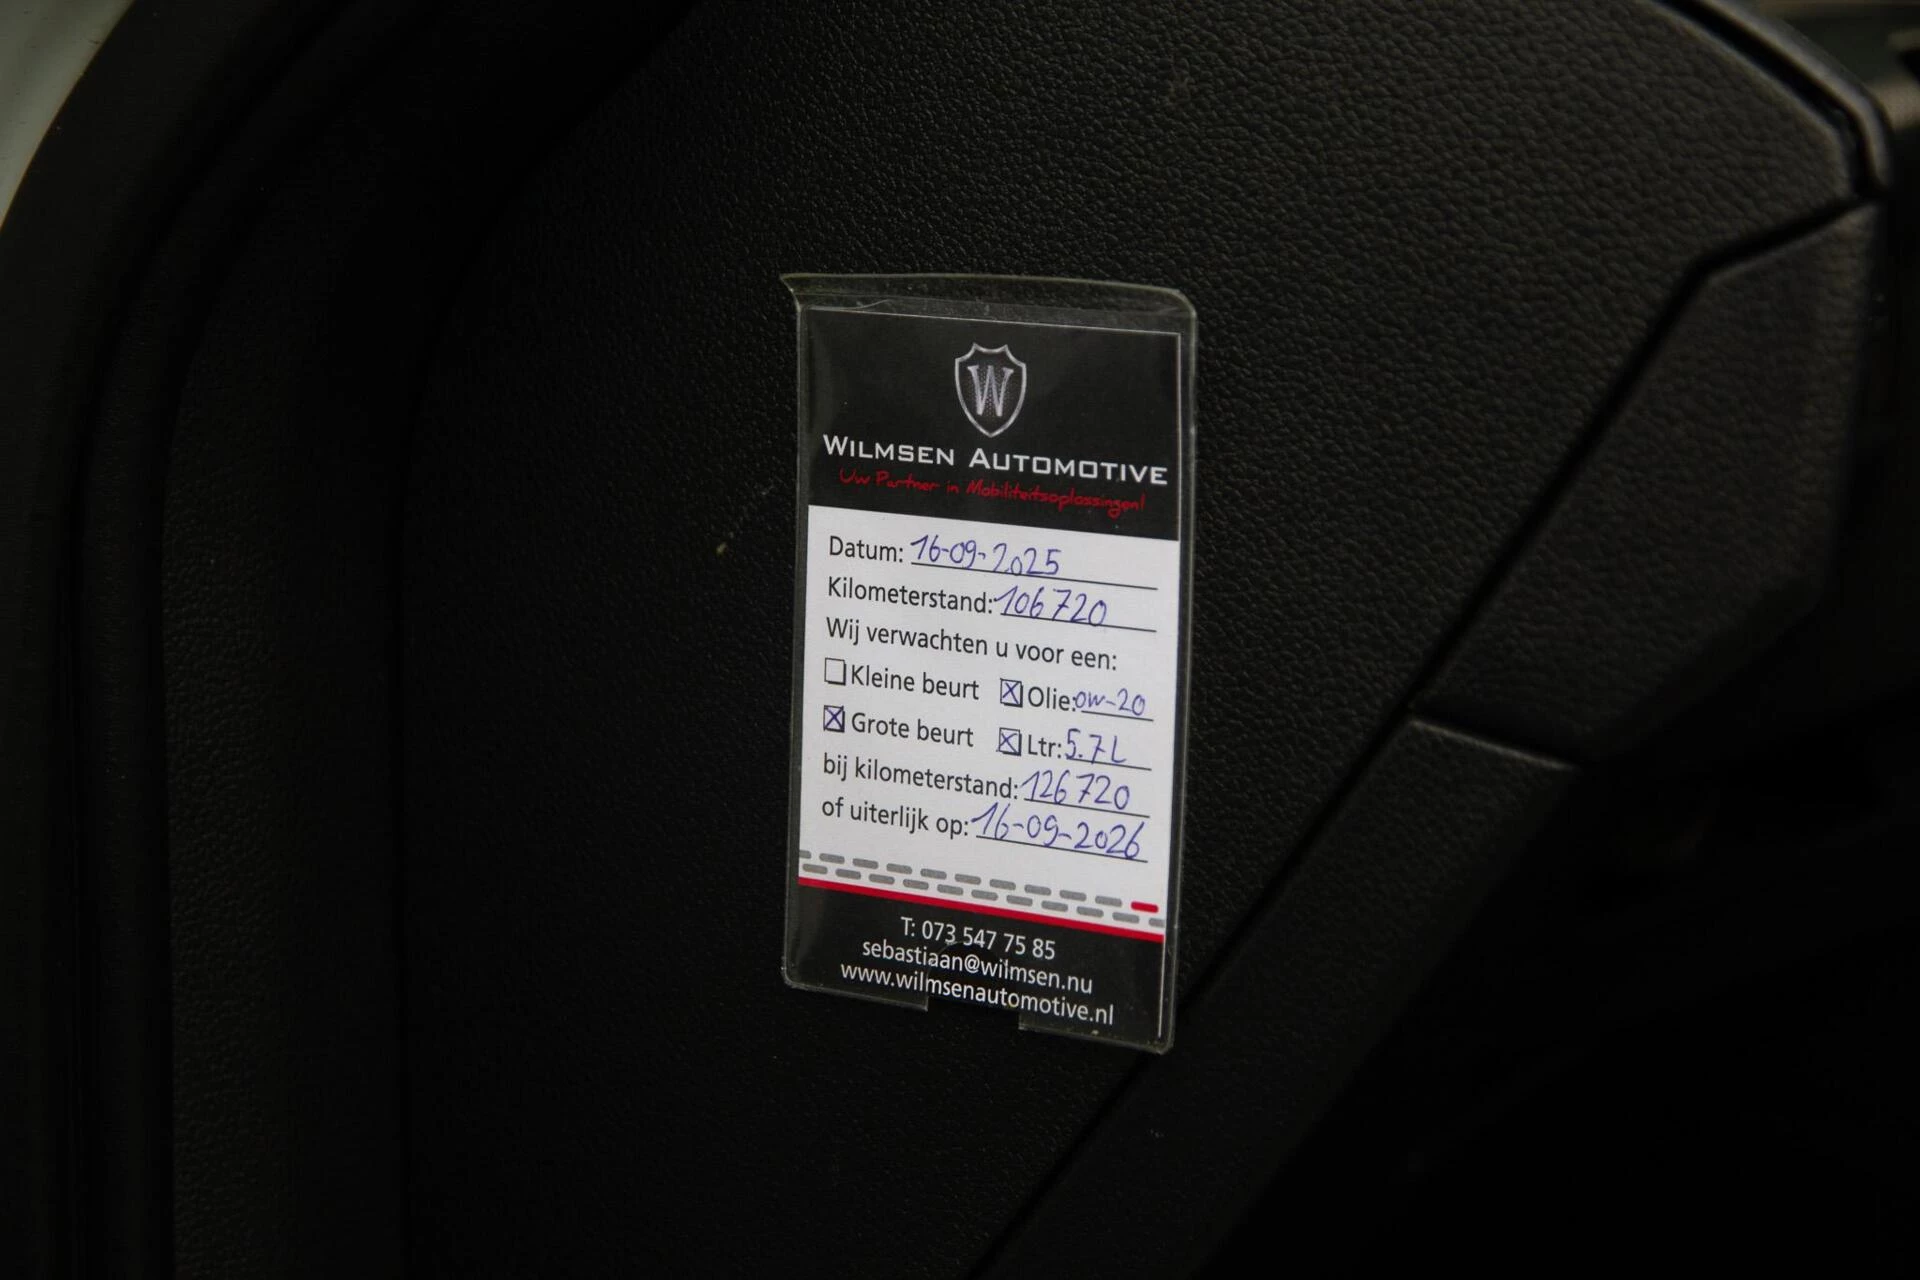 W
WILMSEN AUTOMOTIVE
Uw Partner in Mobiliteitsoplossingen!
Datum: 16-09-2025
Kilometerstand: 106720
Wij verwachten u voor een:
Kleine beurt Olie: 0W-20
Grote beurt Ltr: 5.7L
bij kilometerstand: 126720
of uiterlijk op: 16-09-2026
T: 073 547 75 85
sebastiaan@wilmsen.nu
www.wilmsenautomotive.nl